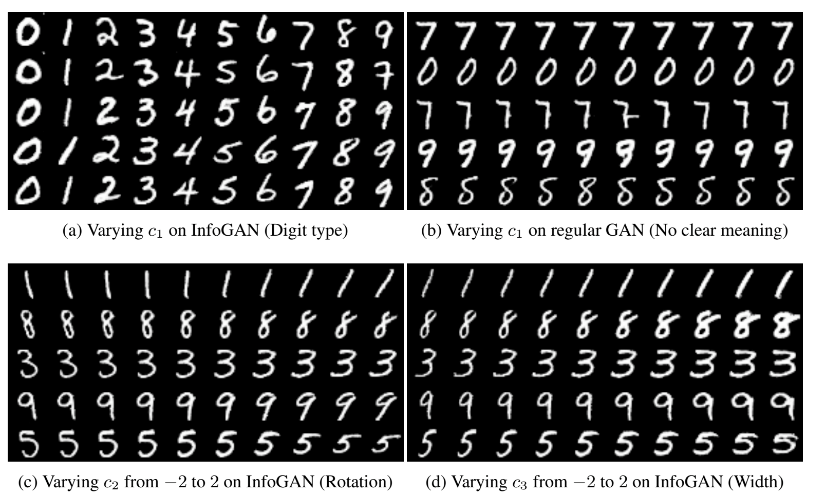 0 1 2 3 4 5 6 7 8 9
0 1 2 3 4 5 6 7 8 7
0 1 2 3 4 5 6 7 8 9
0 1 2 3 4 5 6 7 8 9
0 1 2 3 4 5 6 7 8 9
(a) Varying c₁ on InfoGAN (Digit type)
7 7 7 7 7 7 7 7 7 7
0 0 0 0 0 0 0 0 0 0
7 7 7 7 7 7 7 7 7 7
9 9 9 9 9 9 9 9 9 9
(b) Varying c₁ on regular GAN (No clear meaning)
1 1 1 1 1 1 1 1 1 1
8 8 8 8 8 8 8 8 8 8
3 3 3 3 3 3 3 3 3 3
9 9 9 9 9 9 9 9 9 9
5 5 5 5 5 5 5 5 5 5
(c) Varying c₂ from −2 to 2 on InfoGAN (Rotation)
1 1 1 1 1 1 1 1 1 1
8 8 8 8 8 8 8 8 8 8
3 3 3 3 3 3 3 3 3 3
9 9 9 9 9 9 9 9 9 9
5 5 5 5 5 5 5 5 5 5
(d) Varying c₃ from −2 to 2 on InfoGAN (Width)